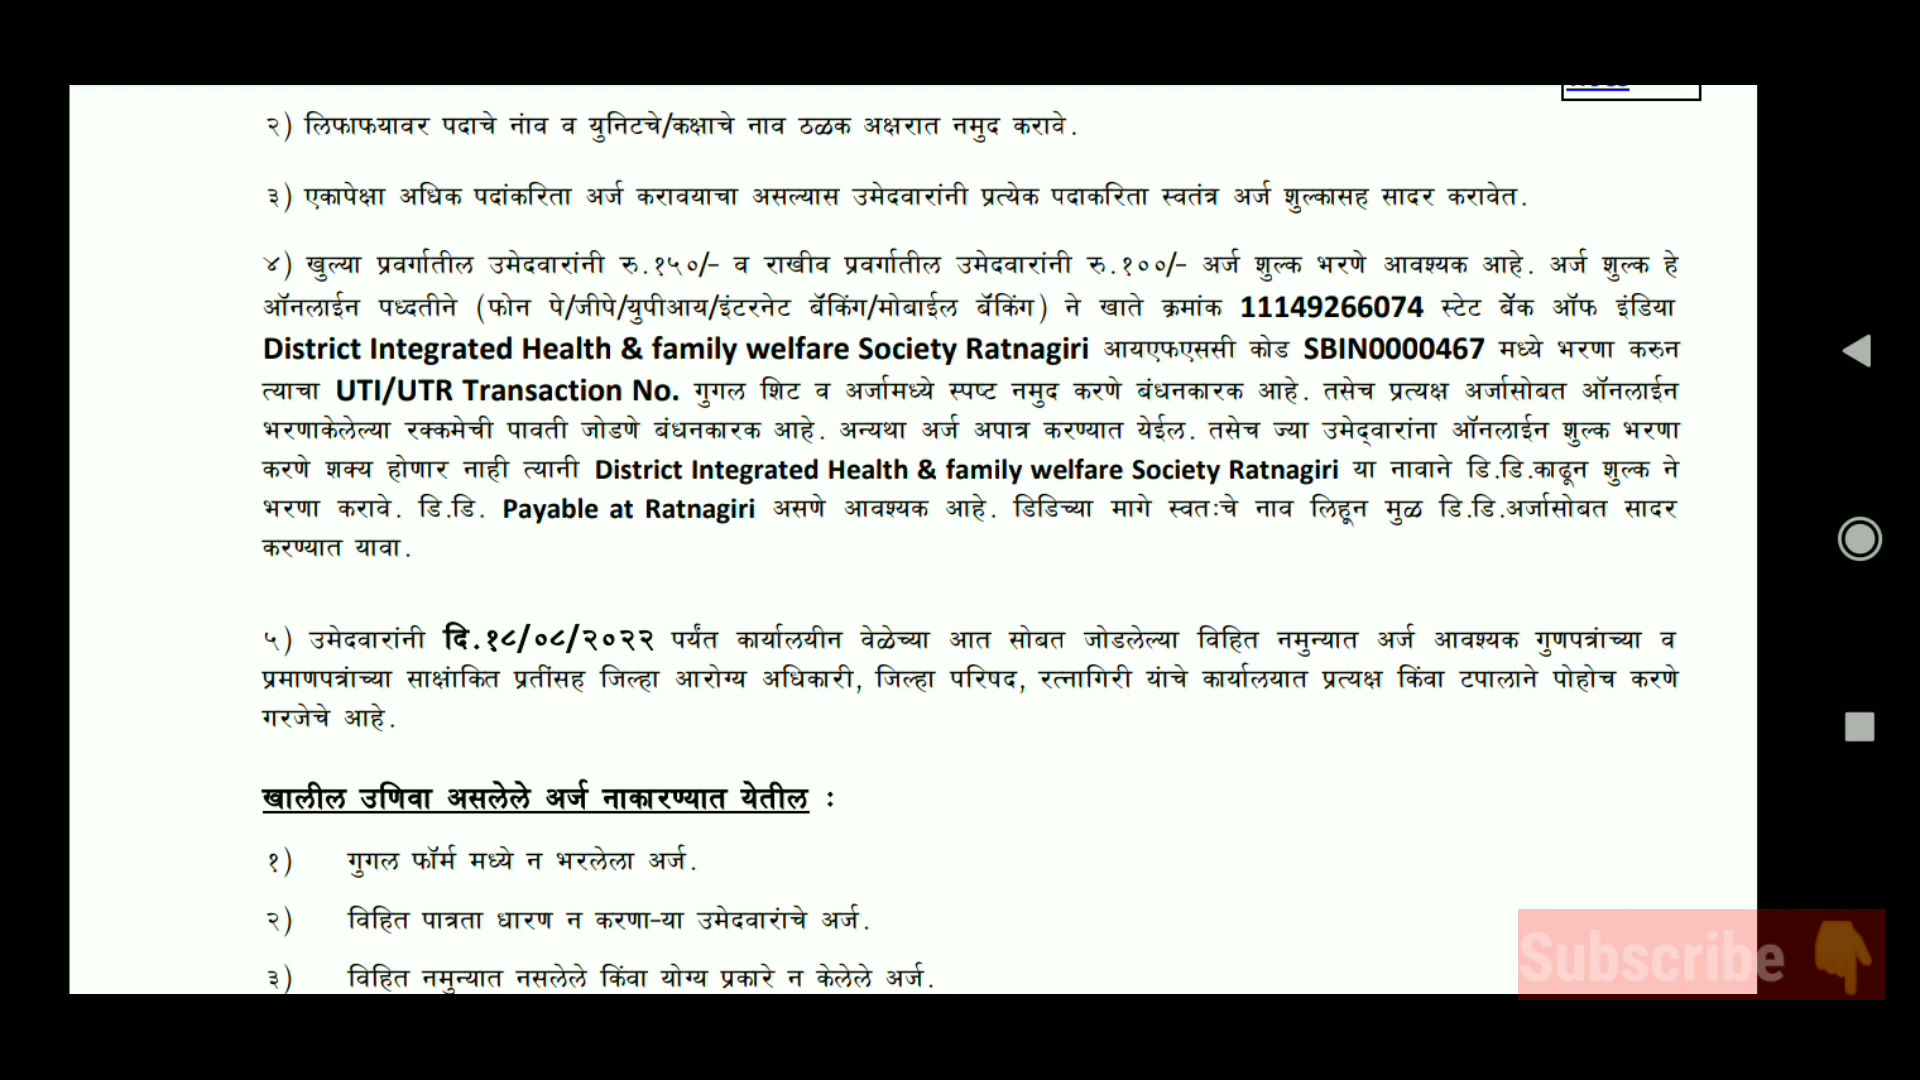 २) लिफाफयावर पदाचे नांव व युनिटचे/कक्षाचे नाव ठळक अक्षरात नमुद करावे.
३) एकापेक्षा अधिक पदांकरिता अर्ज करावयाचा असल्यास उमेदवारांनी प्रत्येक पदाकरिता स्वतंत्र अर्ज शुल्कासह सादर करावेत.
४) खुल्या प्रवर्गातील उमेदवारांनी रु.१५०/- व राखीव प्रवर्गातील उमेदवारांनी रु.१००/- अर्ज शुल्क भरणे आवश्यक आहे. अर्ज शुल्क हे
ऑनलाईन पध्दतीने (फोन पे/जीपे/युपीआय/इंटरनेट बॅंकिंग/मोबाईल बॅंकिंग) ने खाते क्रमांक 11149266074 स्टेट बॅंक ऑफ इंडिया
District Integrated Health & family welfare Society Ratnagiri आयएफएससी कोड SBIN0000467 मध्ये भरणा करुन
त्याचा UTI/UTR Transaction No. गुगल शिट व अर्जामध्ये स्पष्ट नमुद करणे बंधनकारक आहे. तसेच प्रत्यक्ष अर्जासोबत ऑनलाईन
भरणाकेलेल्या रक्कमेची पावती जोडणे बंधनकारक आहे. अन्यथा अर्ज अपात्र करण्यात येईल. तसेच ज्या उमेद्वारांना ऑनलाईन शुल्क भरणा
करणे शक्य होणार नाही त्यानी District Integrated Health & family welfare Society Ratnagiri या नावाने डि.डि.काढून शुल्क ने
भरणा करावे. डि.डि. Payable at Ratnagiri असणे आवश्यक आहे. डिडिच्या मागे स्वतःचे नाव लिहून मुळ डि.डि.अर्जासोबत सादर
करण्यात यावा.
५) उमेदवारांनी दि.१८/०८/२०२२ पर्यंत कार्यालयीन वेळेच्या आत सोबत जोडलेल्या विहित नमुन्यात अर्ज आवश्यक गुणपत्रांच्या व
प्रमाणपत्रांच्या साक्षांकित प्रतींसह जिल्हा आरोग्य अधिकारी, जिल्हा परिषद, रत्नागिरी यांचे कार्यालयात प्रत्यक्ष किंवा टपालाने पोहोच करणे
गरजेचे आहे.
खालील उणिवा असलेले अर्ज नाकारण्यात येतील :
१) गुगल फॉर्म मध्ये न भरलेला अर्ज.
२) विहित पात्रता धारण न करणा-या उमेदवारांचे अर्ज.
३) विहित नमुन्यात नसलेले किंवा योग्य प्रकारे न केलेले अर्ज.
Subscribe